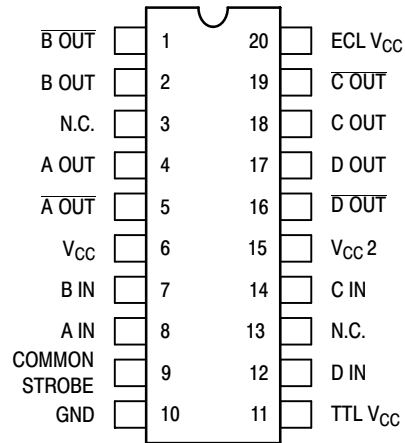 B OUT 1 20 ECL VCC
B OUT 2 19 C OUT
N.C. 3 18 C OUT
A OUT 4 17 D OUT
A OUT 5 16 D OUT
VCC 6 15 VCC 2
B IN 7 14 C IN
A IN 8 13 N.C.
COMMON
STROBE 9 12 D IN
GND 10 11 TTL VCC